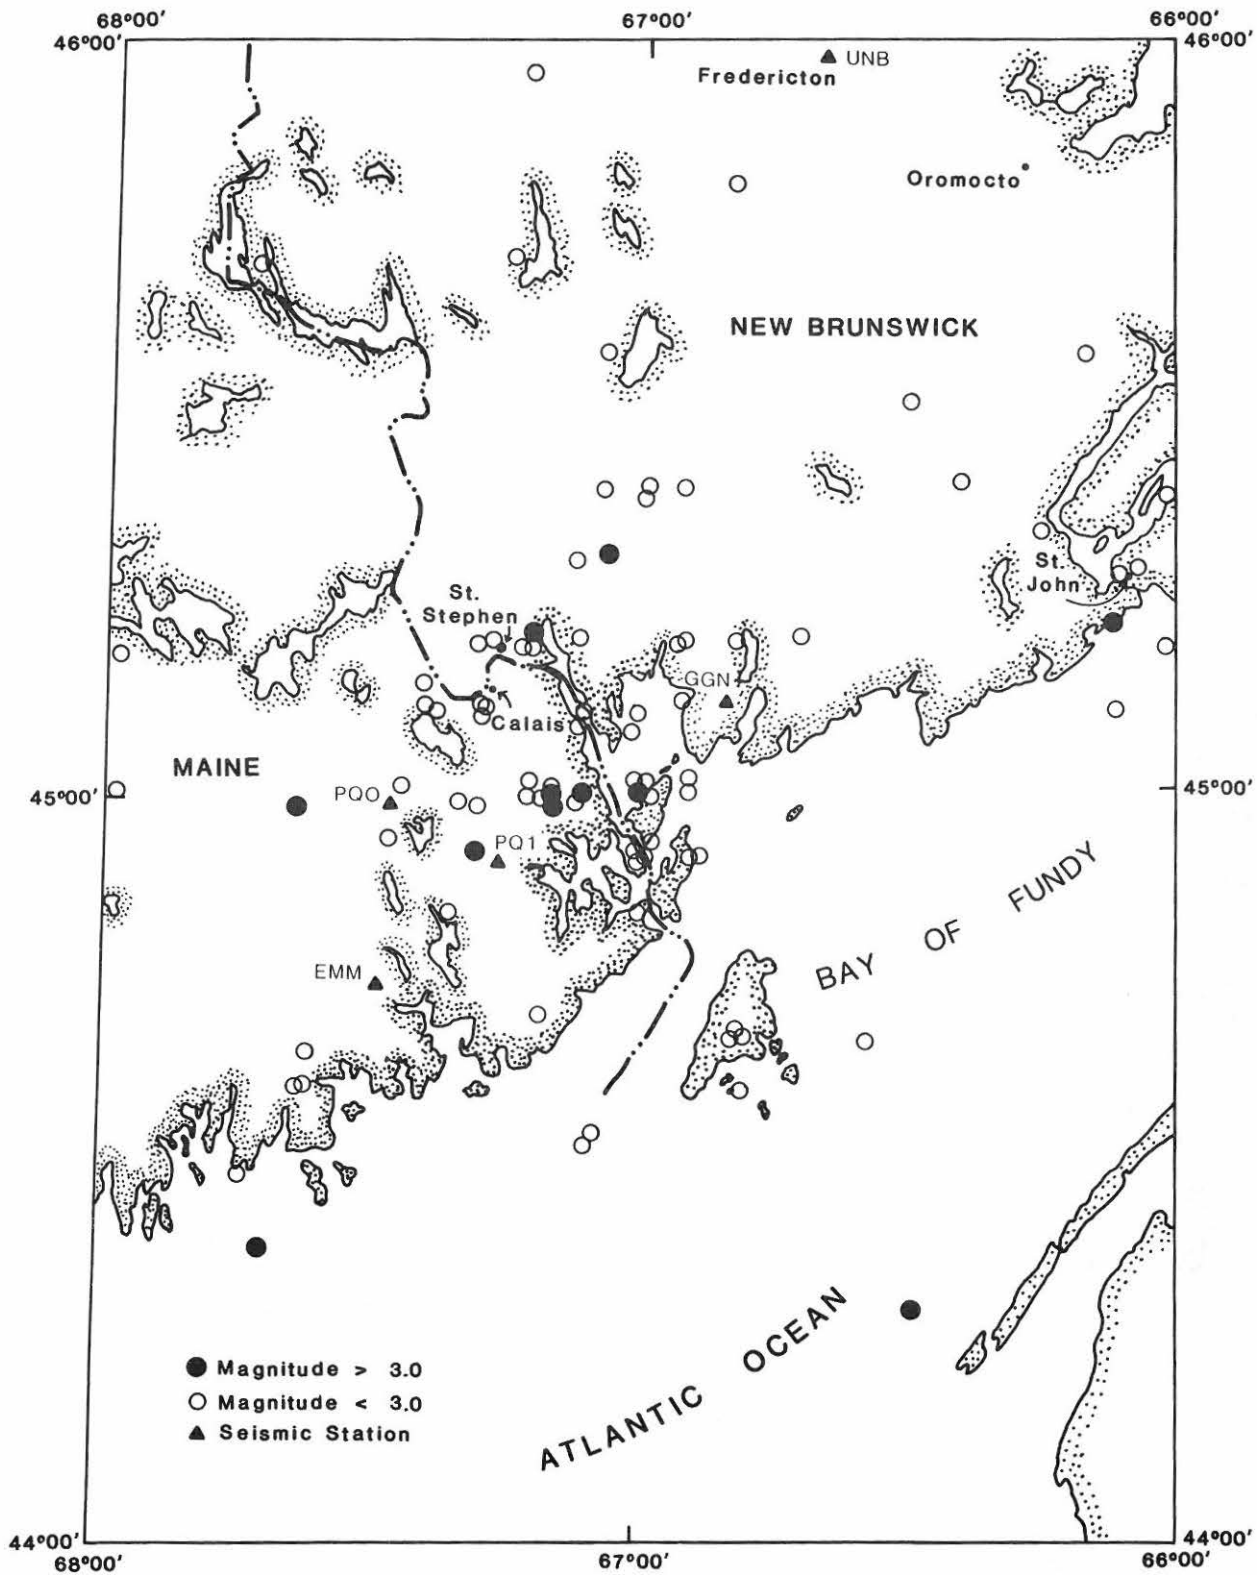 68°00′ 67°00′ 66°00′
46°00′ 46°00′
UNB
Fredericton
Oromocto
NEW BRUNSWICK
St.
Stephen
St.
John
GGN
Calais
MAINE
PQ0
45°00′ 45°00′
PQ1
EMM
BAY OF FUNDY
ATLANTIC OCEAN
Magnitude > 3.0
Magnitude < 3.0
Seismic Station
44°00′ 44°00′
68°00′ 67°00′ 66°00′